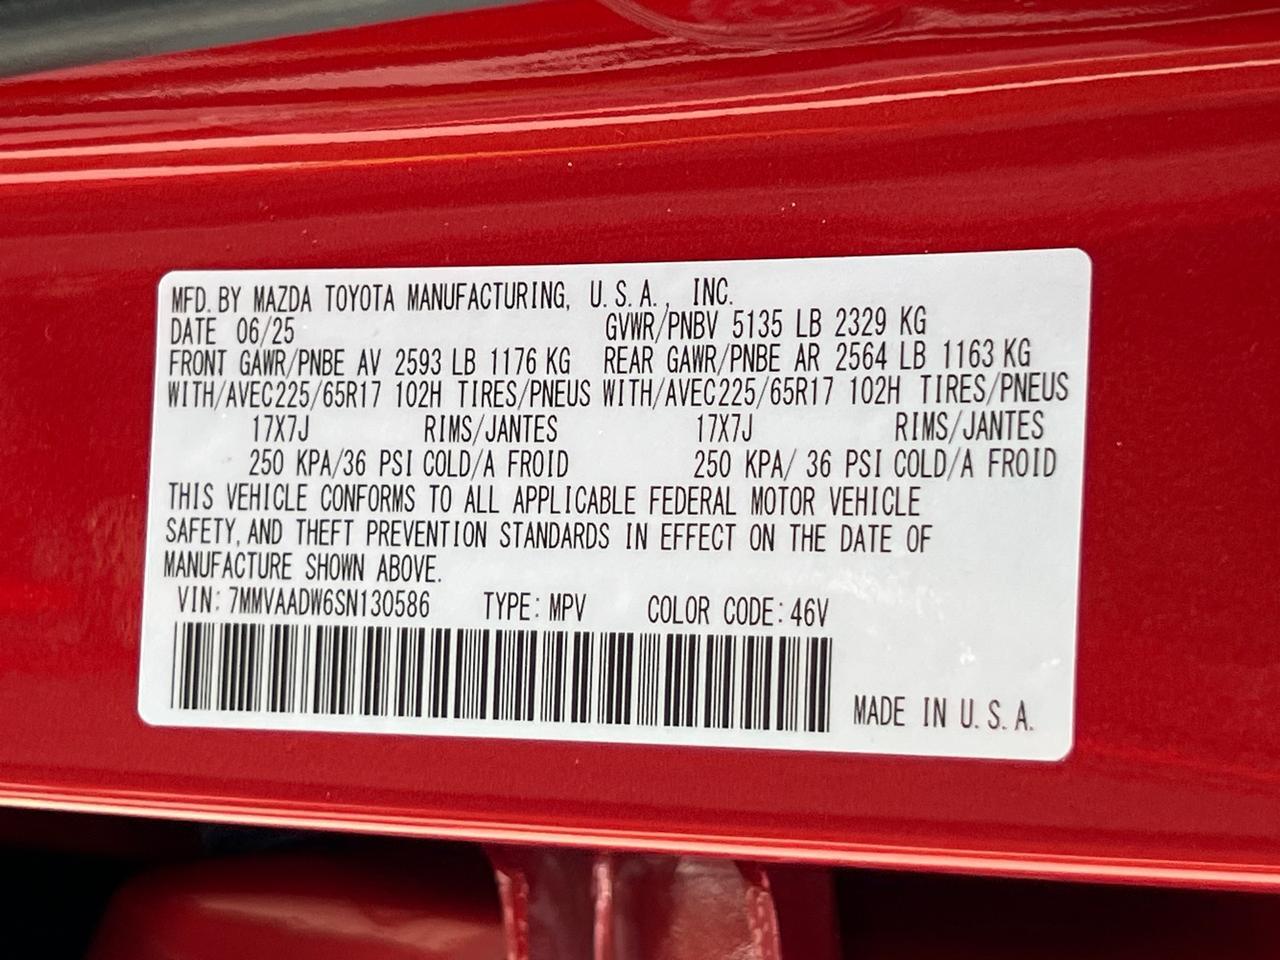 MFD. BY MAZDA TOYOTA MANUFACTURING, U.S.A., INC.
DATE 06/25 GVWR/PNBV 5135 LB 2329 KG
FRONT GAWR/PNBE AV 2593 LB 1176 KG REAR GAWR/PNBE AR 2564 LB 1163 KG
WITH/AVEC225/65R17 102H TIRES/PNEUS WITH/AVEC225/65R17 102H TIRES/PNEUS
17X7J RIMS/JANTES 17X7J RIMS/JANTES
250 KPA/36 PSI COLD/A FROID 250 KPA/ 36 PSI COLD/A FROID
THIS VEHICLE CONFORMS TO ALL APPLICABLE FEDERAL MOTOR VEHICLE
SAFETY, AND THEFT PREVENTION STANDARDS IN EFFECT ON THE DATE OF
MANUFACTURE SHOWN ABOVE.
VIN: 7MMVAADW6SN130586 TYPE: MPV COLOR CODE: 46V
MADE IN U.S.A.